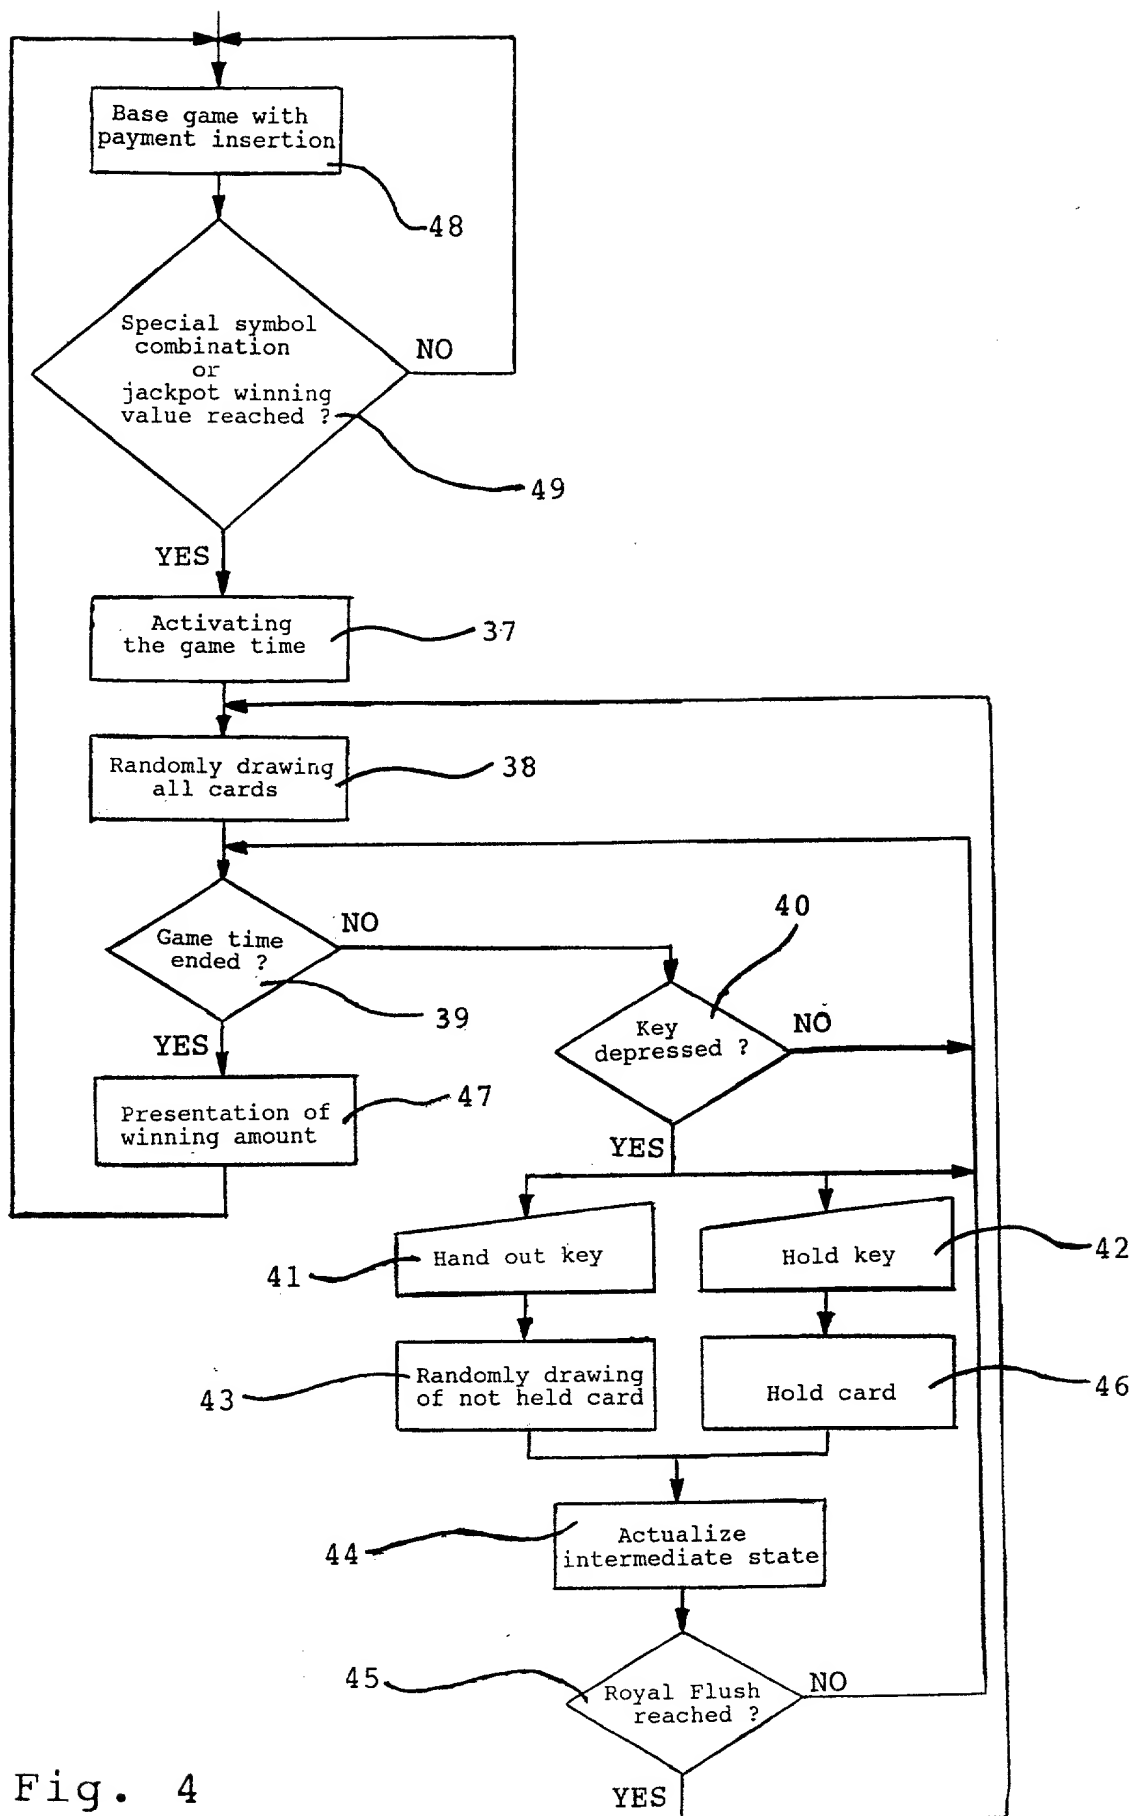 Base game with
payment insertion
48
Special symbol
combination
or
jackpot winning
value reached ?
NO
49
YES
Activating
the game time
37
Randomly drawing
all cards
38
Game time
ended ?
NO
39
40
Key
depressed ?
NO
YES
Presentation of
winning amount
47
YES
Hand out key
41
Hold key
42
Randomly drawing
of not held card
43
Hold card
46
Actualize
intermediate state
44
Royal Flush
reached ?
45
NO
YES
Fig. 4